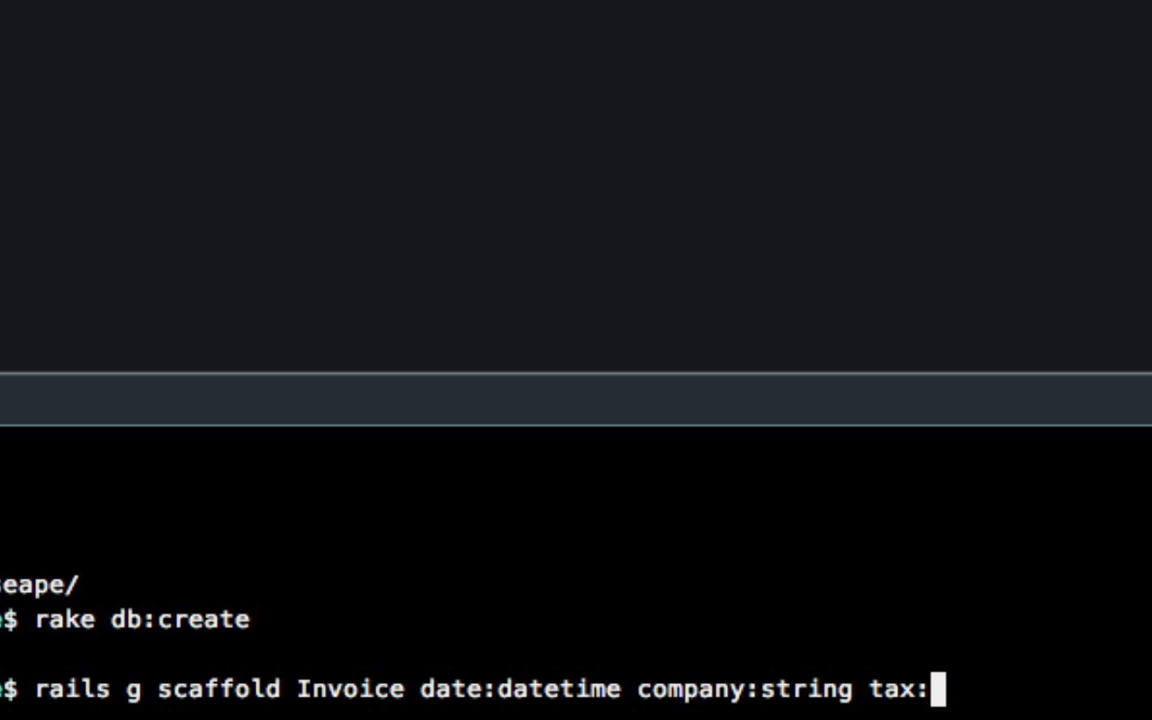 eape/
$ rake db:create
$ rails g scaffold Invoice date:datetime company:string tax: